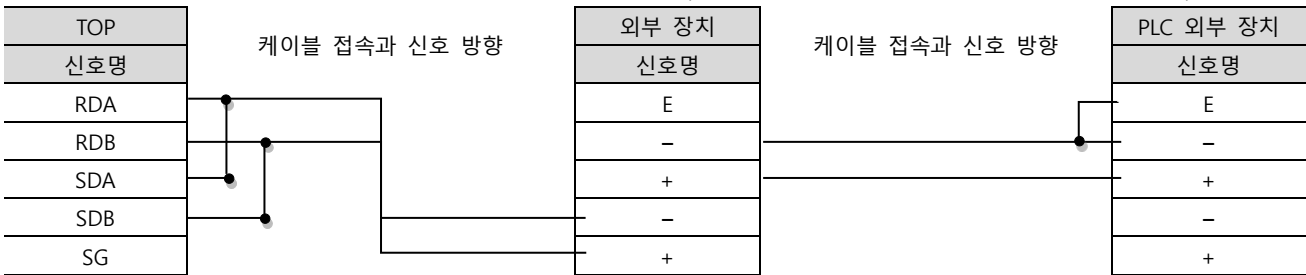 TOP 케이블 접속과 신호 방향 외부 장치 케이블 접속과 신호 방향 PLC 외부 장치
신호명 신호명 신호명
RDA E E
RDB – –
SDA + +
SDB – –
SG + +